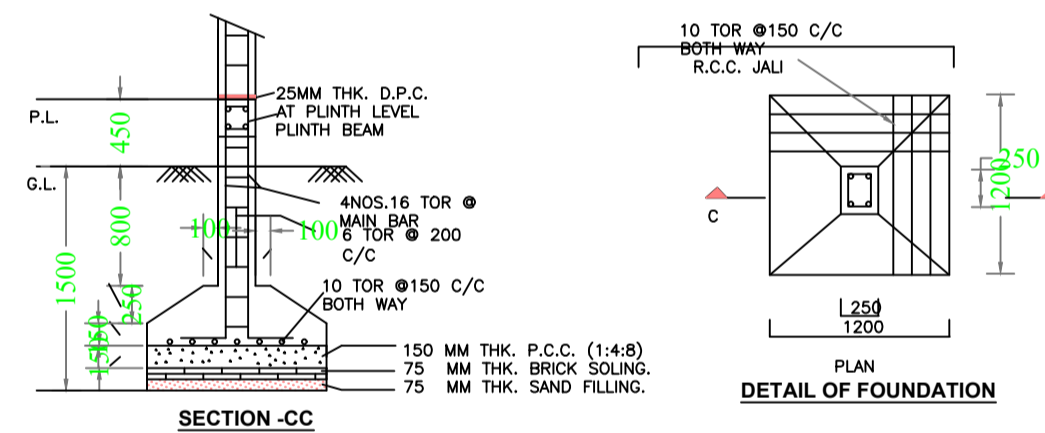 25MM THK. D.P.C.
AT PLINTH LEVEL
PLINTH BEAM
P.L.
450
G.L.
4NOS.16 TOR @
MAIN BAR
100
100
6 TOR @ 200
C/C
800
1500
250
10 TOR @150 C/C
BOTH WAY
150
150 MM THK. P.C.C. (1:4:8)
75 MM THK. BRICK SOLING.
75 MM THK. SAND FILLING.
SECTION -CC
10 TOR @150 C/C
BOTH WAY
R.C.C. JALI
250
1200
C
250
1200
PLAN
DETAIL OF FOUNDATION